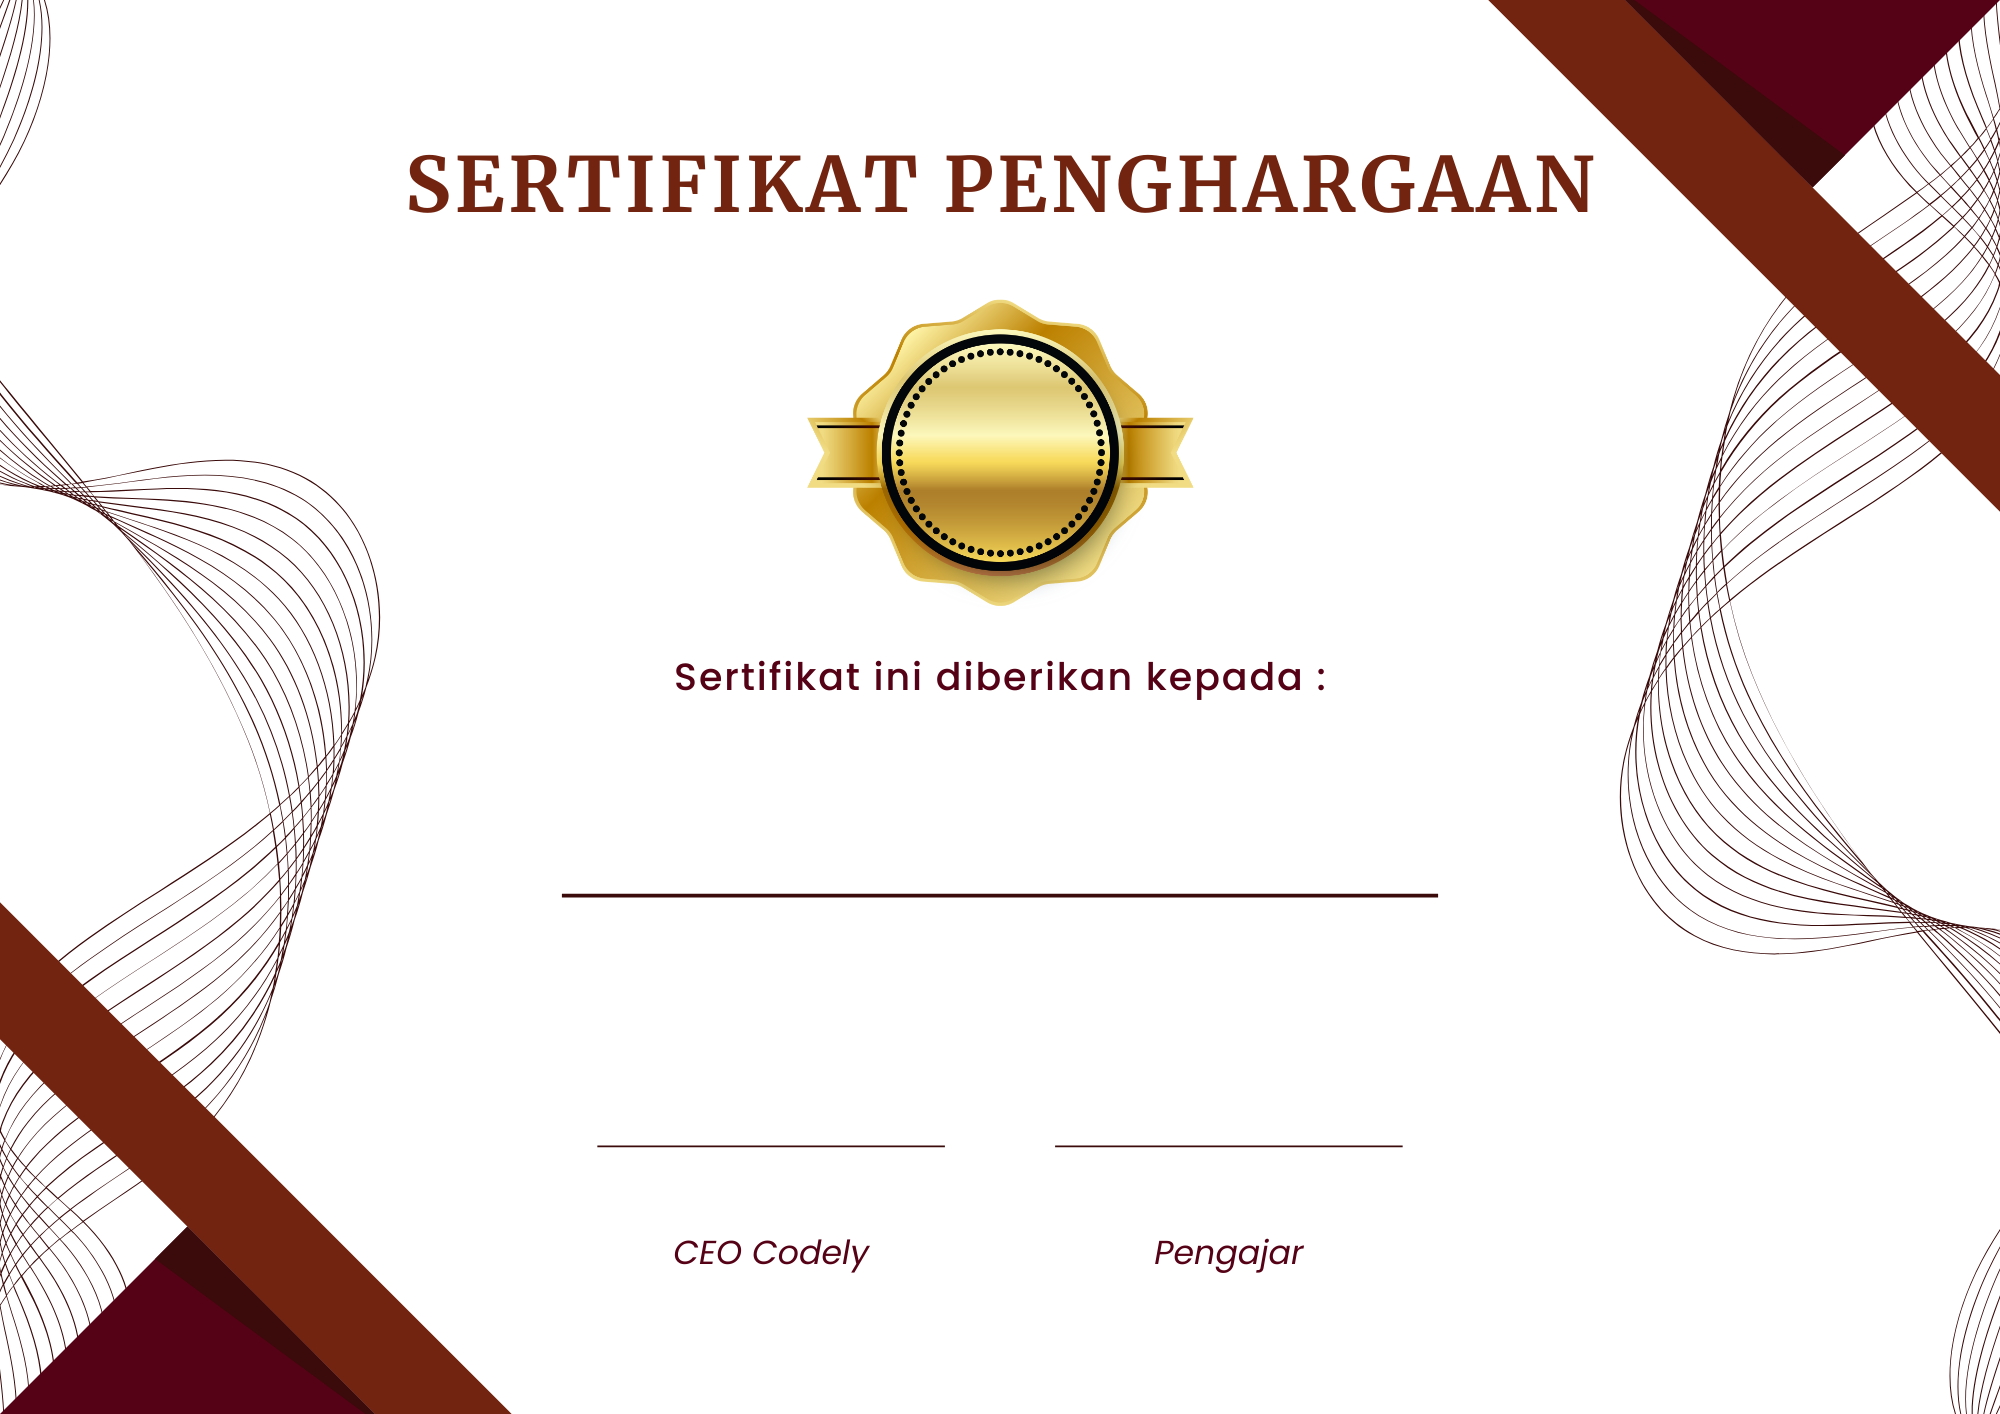 SERTIFIKAT PENGHARGAAN
Sertifikat ini diberikan kepada :
CEO Codely
Pengajar